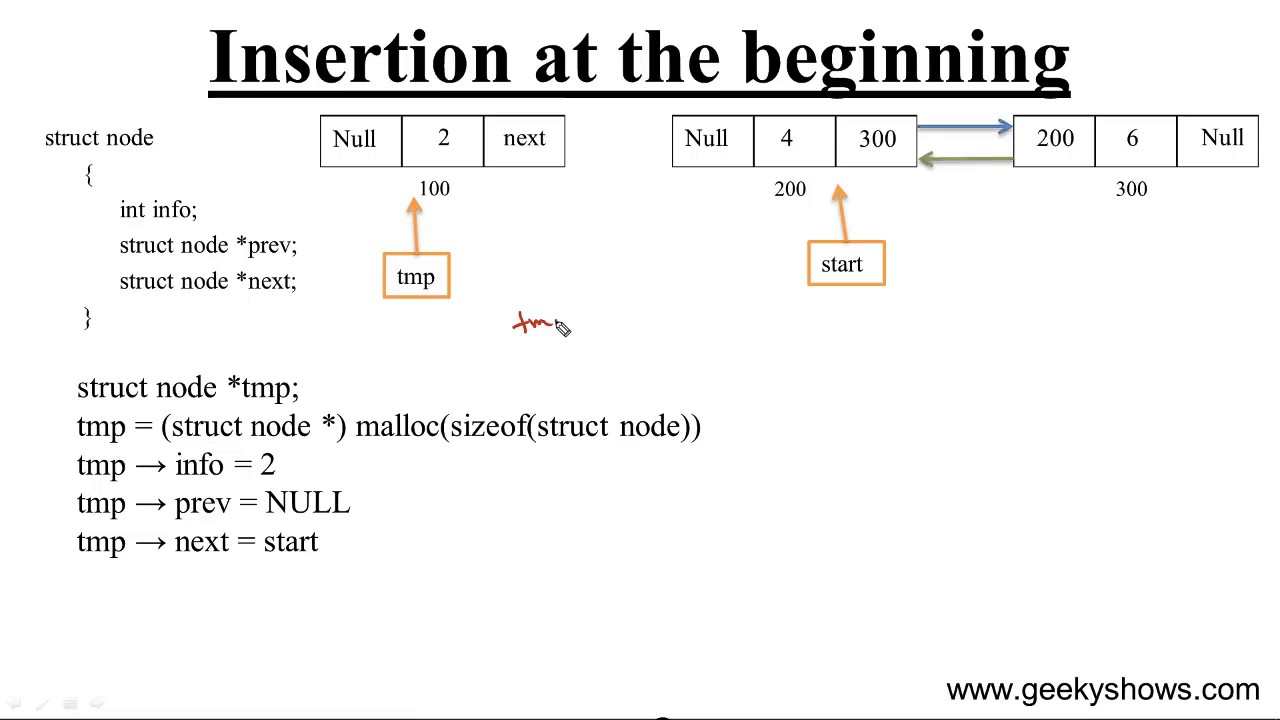 Insertion at the beginning
struct node
{
int info;
struct node *prev;
struct node *next;
}
Null 2 next
100
tmp
Null 4 300
200
start
200 6 Null
300
tm
struct node *tmp;
tmp = (struct node *) malloc(sizeof(struct node))
tmp → info = 2
tmp → prev = NULL
tmp → next = start
www.geekyshows.com